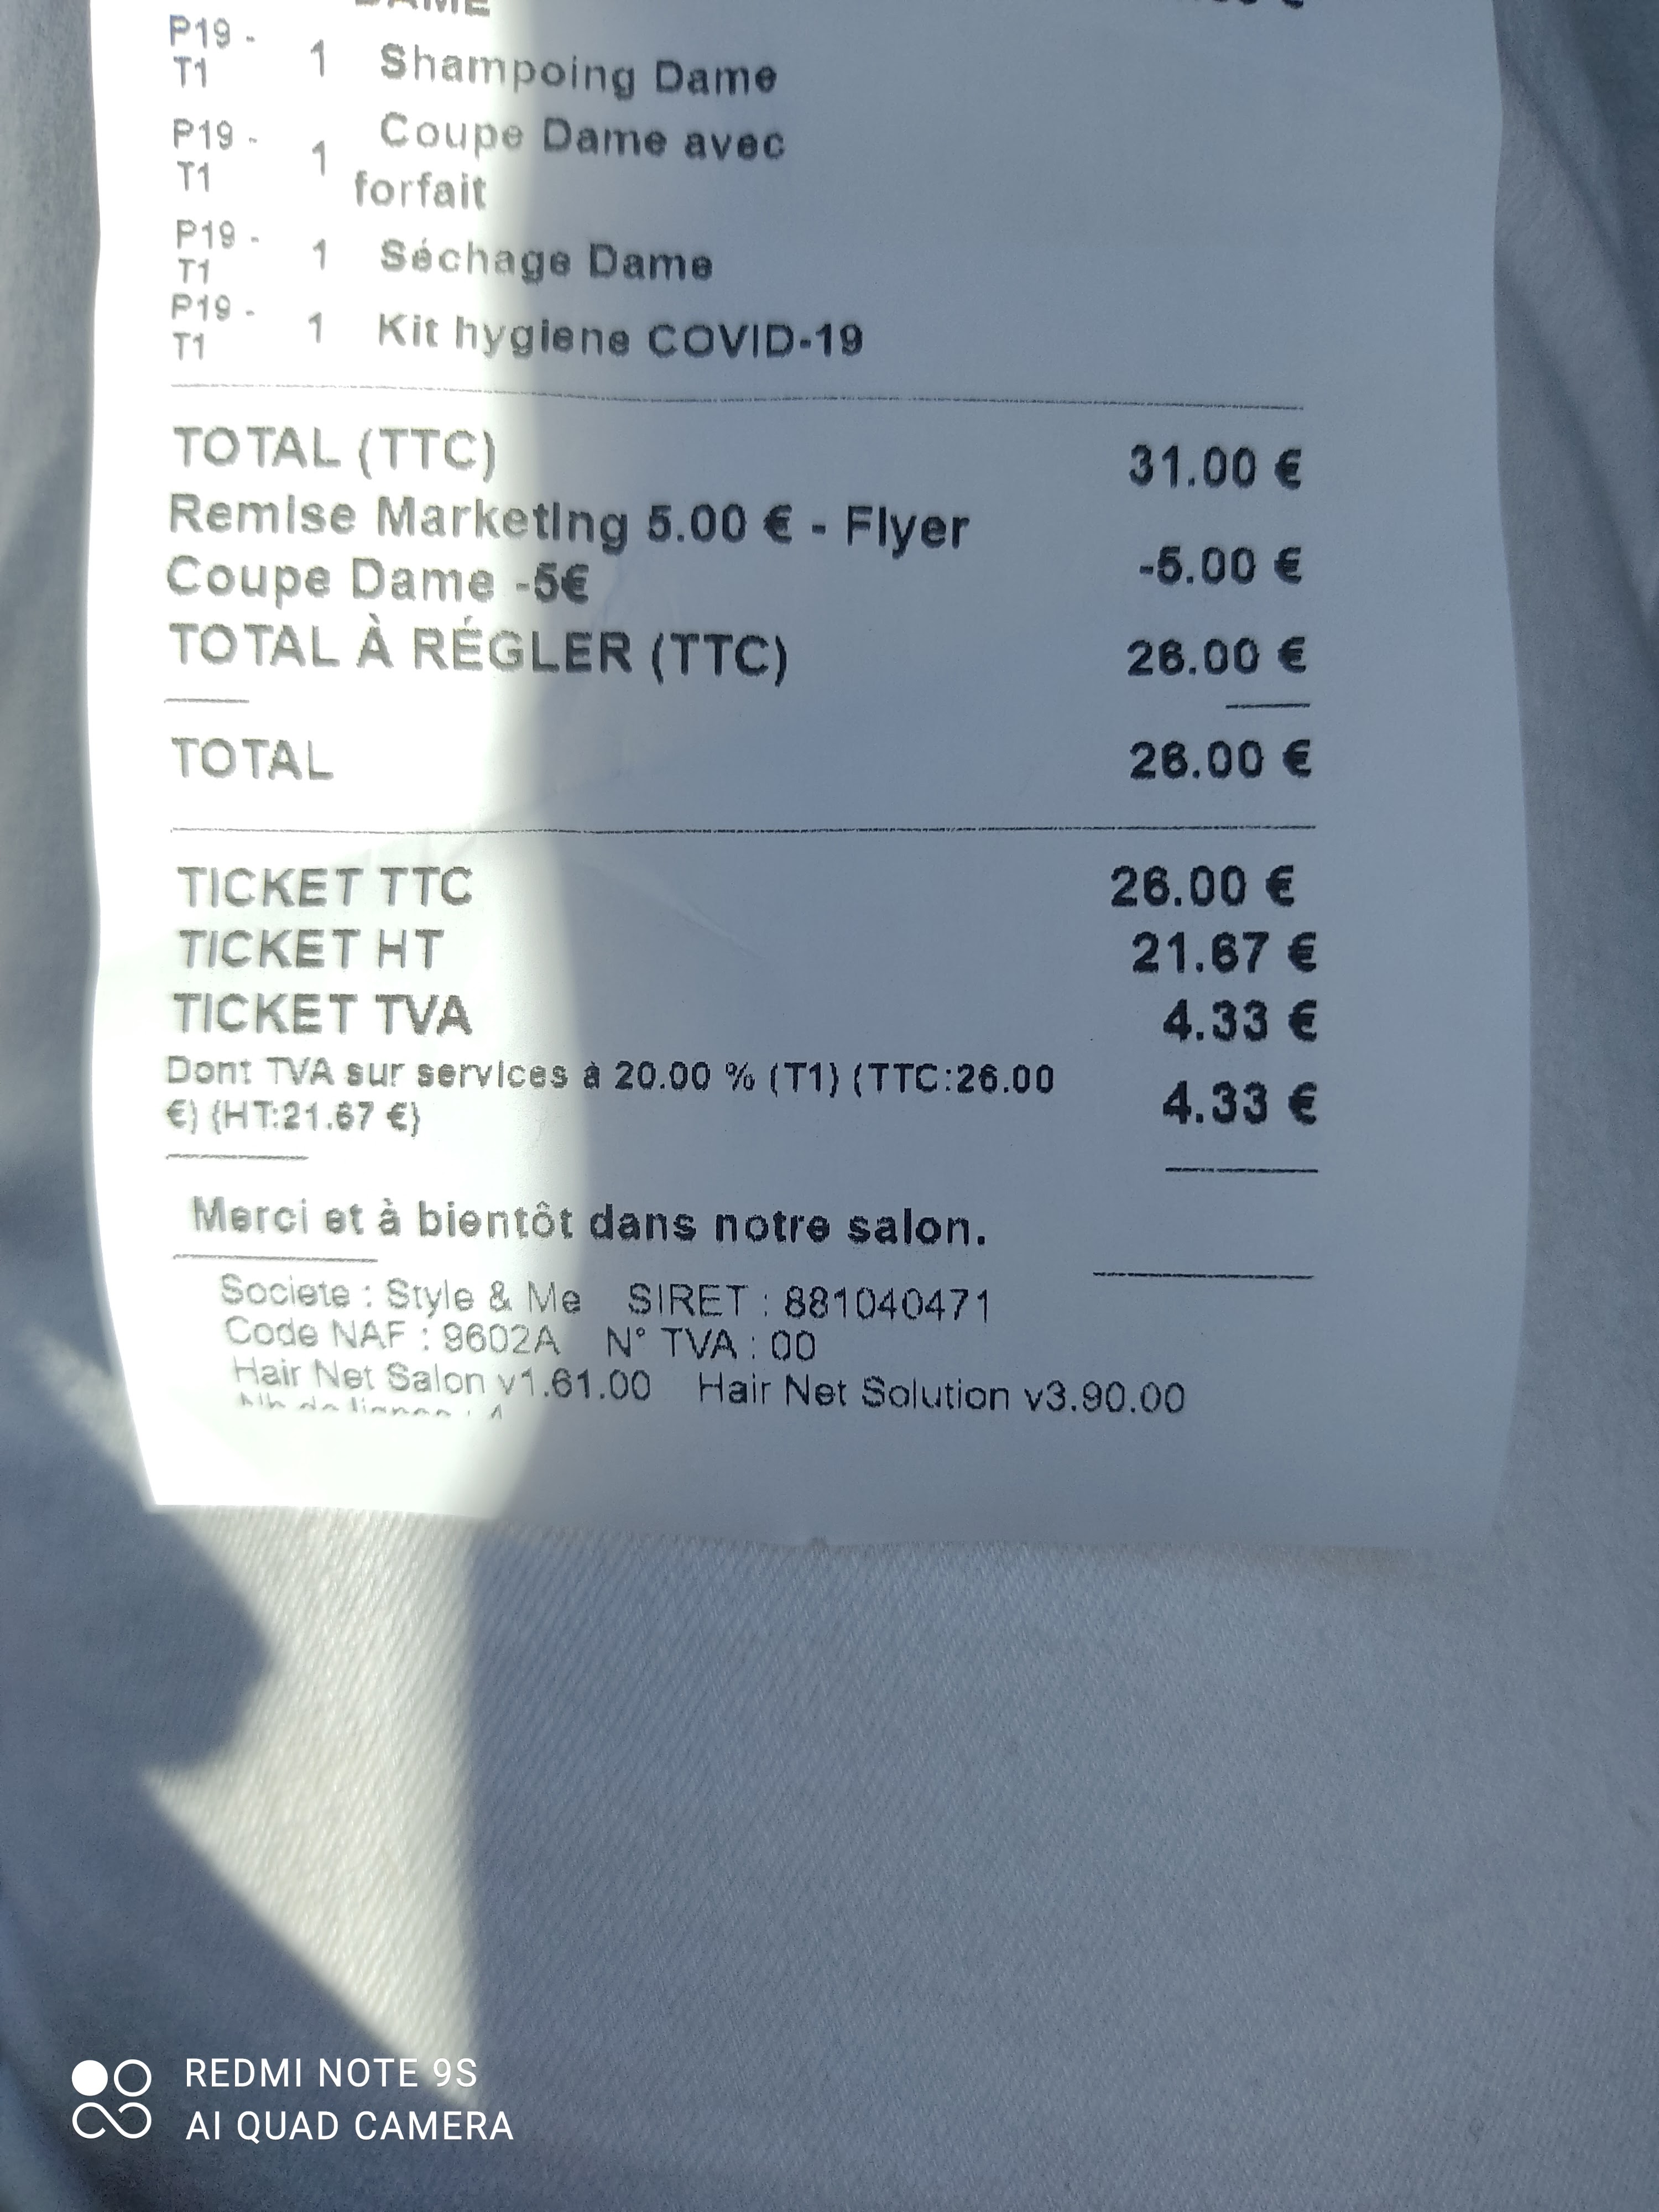 DAME
P19 -
T1 1 Shampoing Dame
P19 - Coupe Dame avec
T1 1 forfait
P19 -
T1 1 Séchage Dame
P19 -
T1 1 Kit hygiene COVID-19
TOTAL (TTC) 31.00 €
Remise Marketing 5.00 € - Flyer
Coupe Dame -5€ -5.00 €
TOTAL À RÉGLER (TTC) 26.00 €
TOTAL 26.00 €
TICKET TTC 26.00 €
TICKET HT 21.67 €
TICKET TVA 4.33 €
Dont TVA sur services à 20.00 % (T1) (TTC:26.00
€) (HT:21.67 €) 4.33 €
Merci et à bientôt dans notre salon.
Societe : Style & Me SIRET : 881040471
Code NAF : 9602A N° TVA : 00
Hair Net Salon v1.61.00 Hair Net Solution v3.90.00
REDMI NOTE 9S
AI QUAD CAMERA